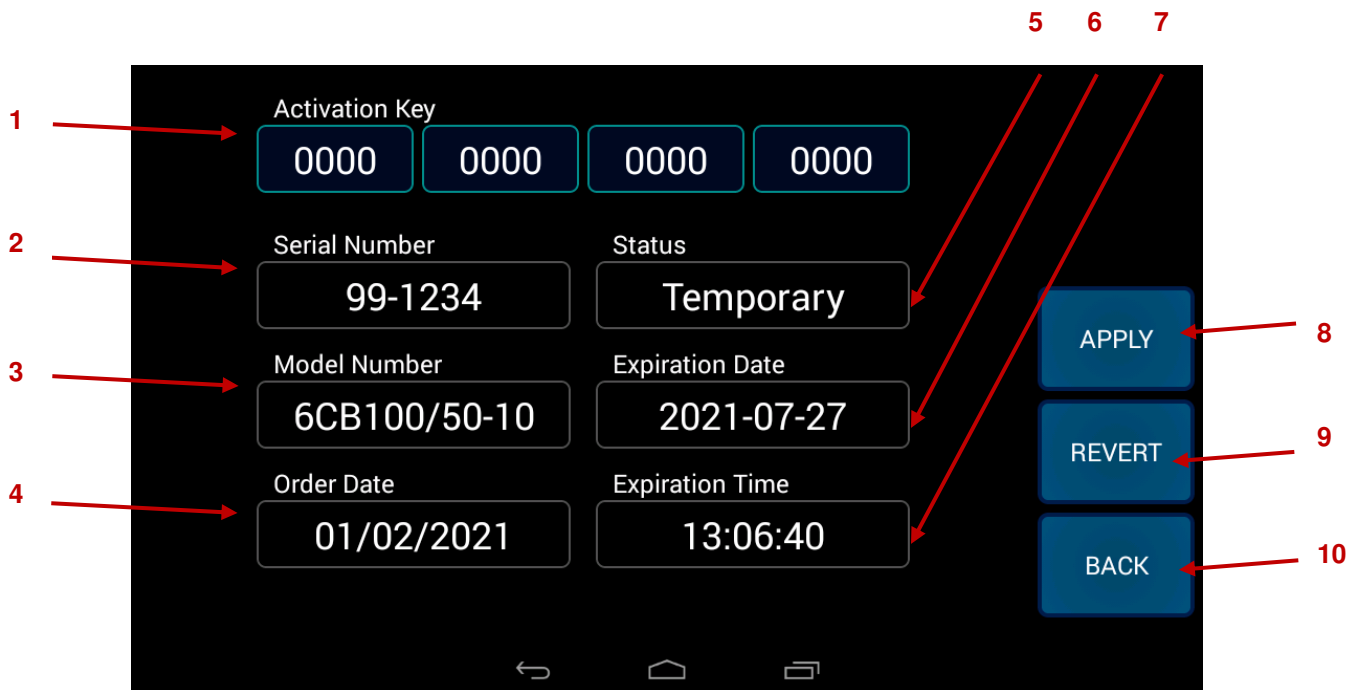 5 6 7
1
Activation Key
0000 0000 0000 0000
2
Serial Number Status
99-1234 Temporary
8
APPLY
3
Model Number Expiration Date
6CB100/50-10 2021-07-27
9
REVERT
4
Order Date Expiration Time
01/02/2021 13:06:40
10
BACK